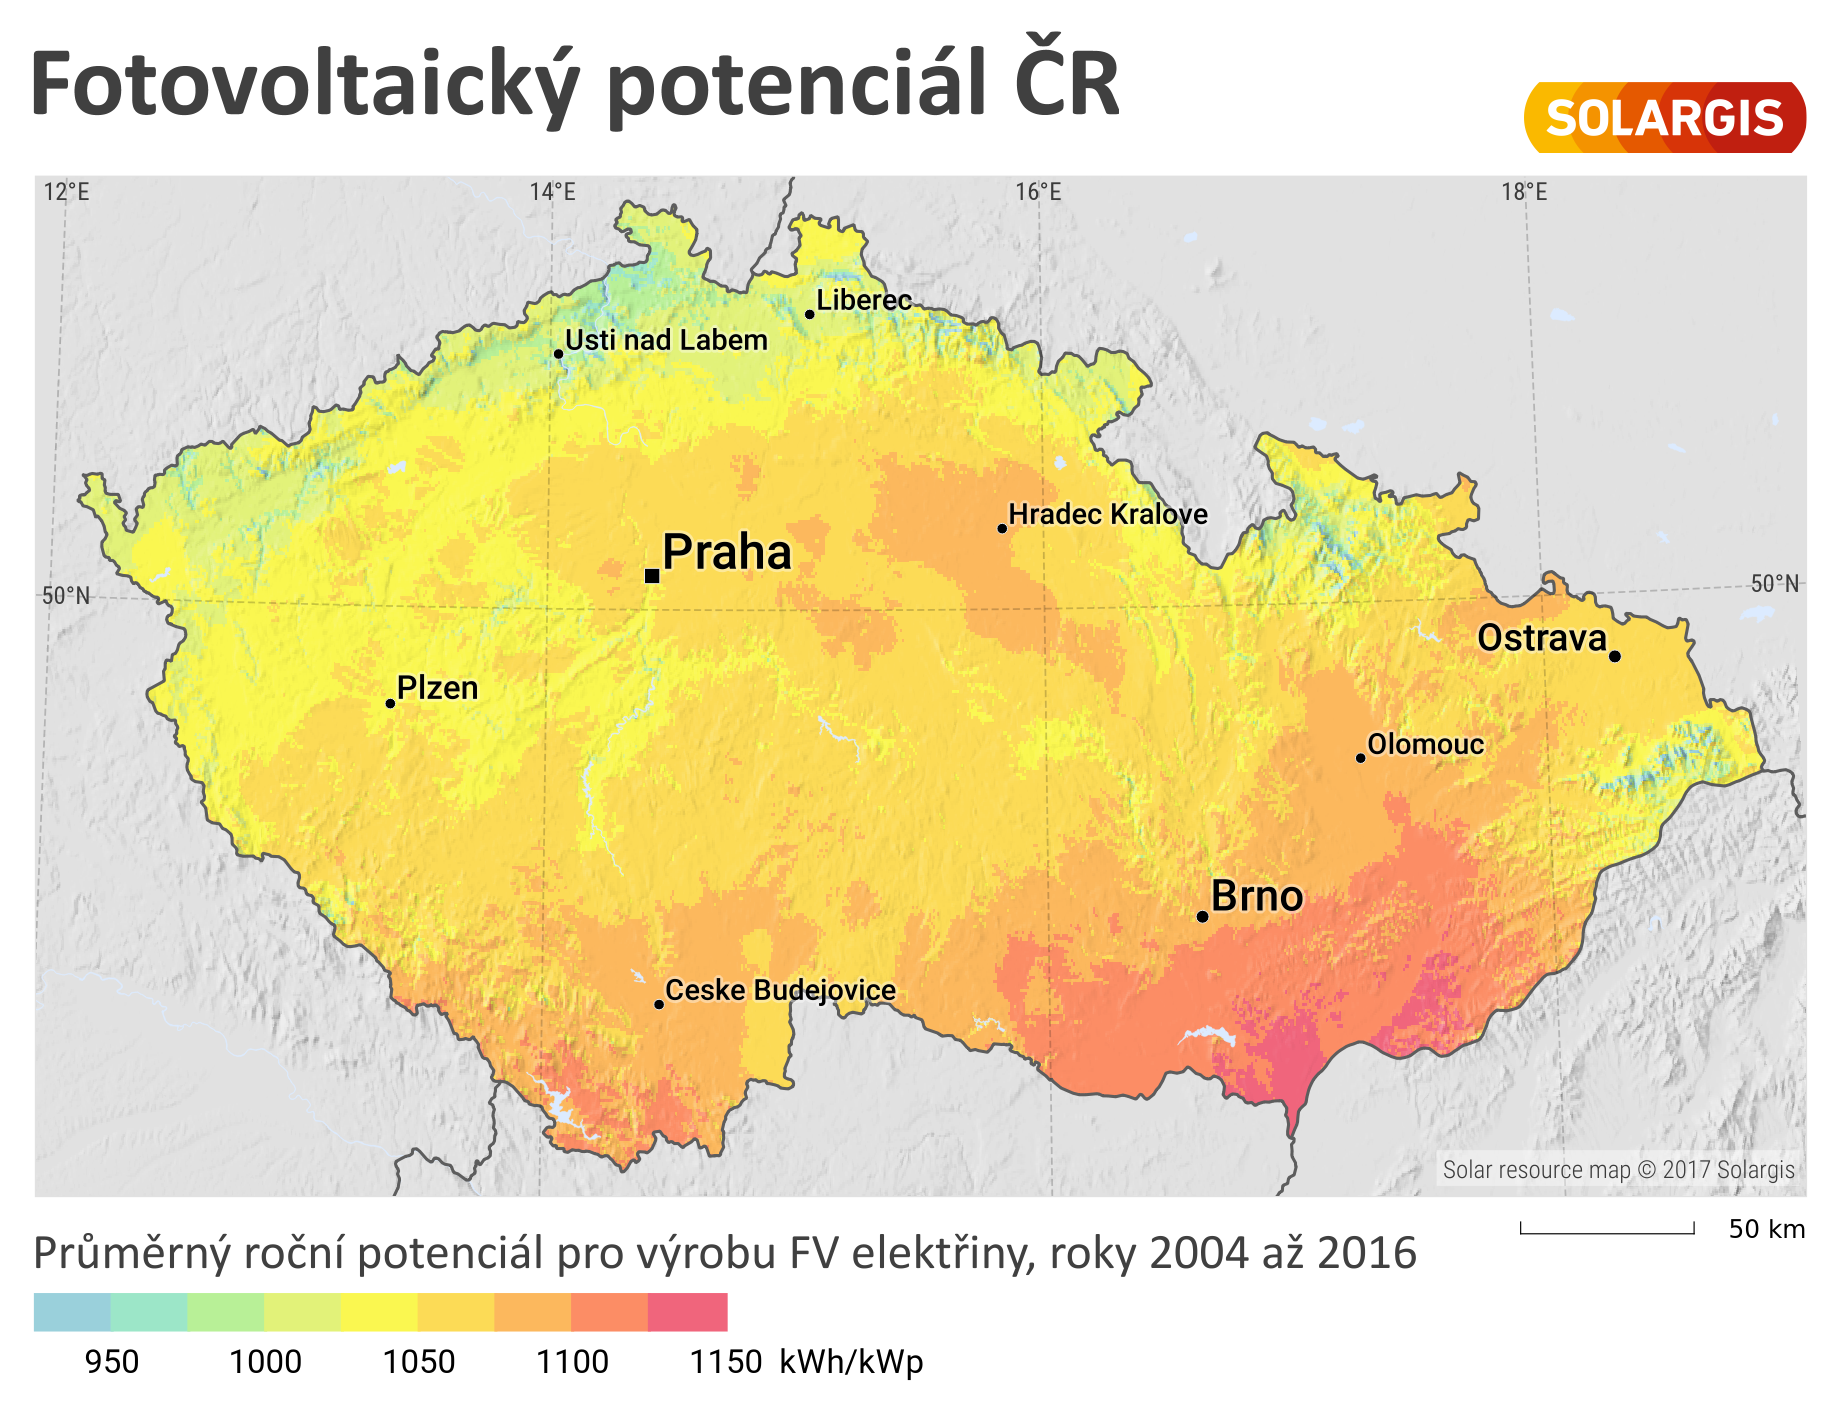 Fotovoltaický potenciál ČR
SOLARGIS
12°E 14°E 16°E 18°E
Liberec
Usti nad Labem
Hradec Kralove
Praha
50°N 50°N
Ostrava
Plzen
Olomouc
Brno
Ceske Budejovice
Solar resource map © 2017 Solargis
50 km
Průměrný roční potenciál pro výrobu FV elektřiny, roky 2004 až 2016
950 1000 1050 1100 1150 kWh/kWp